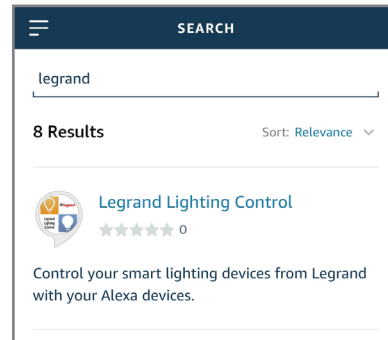 SEARCH
legrand
8 Results Sort: Relevance
Legrand Lighting Control
0
Control your smart lighting devices from Legrand
with your Alexa devices.